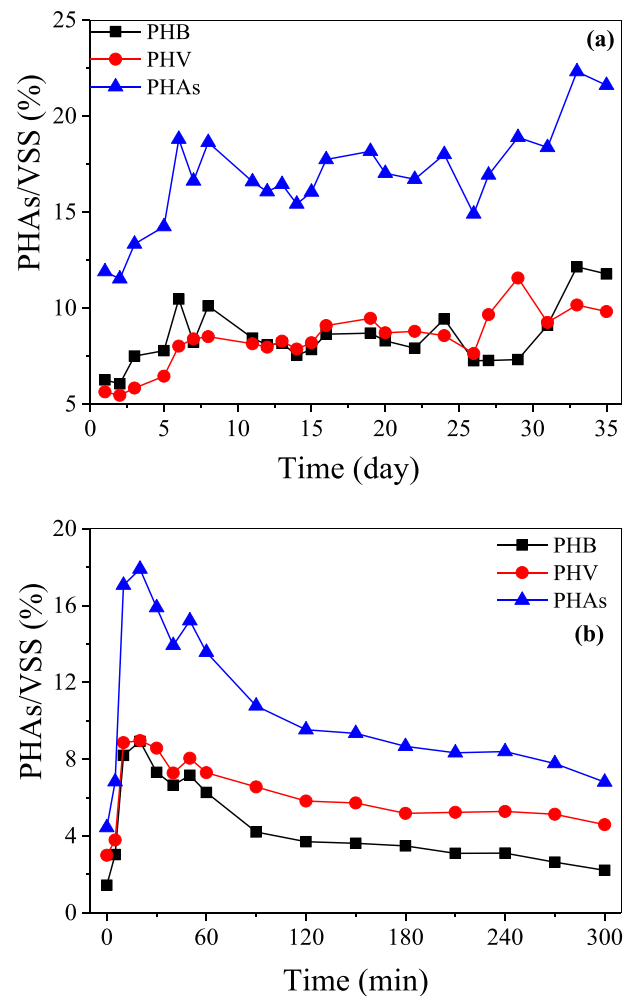 (a)
PHB
PHV
PHAs
25
20
15
10
5
PHAs/VSS (%)
0 5 10 15 20 25 30 35
Time (day)
PHB
PHV
PHAs
(b)
20
16
12
8
4
0
PHAs/VSS (%)
0 60 120 180 240 300
Time (min)